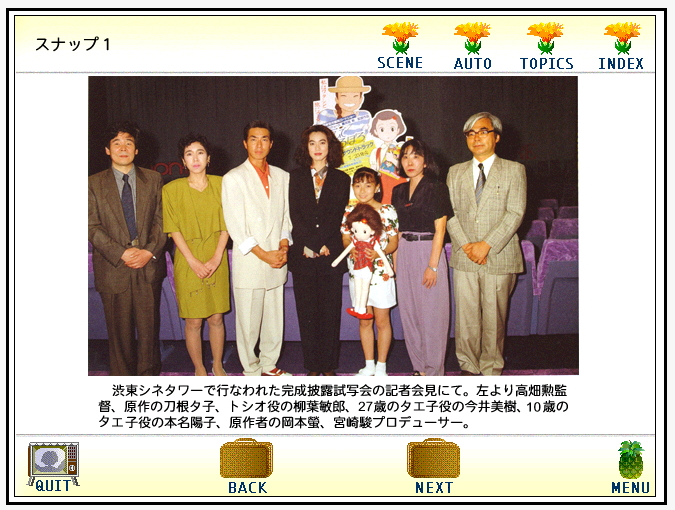 スナップ1
SCENE
AUTO
TOPICS
INDEX
渋東シネタワーで行なわれた完成披露試写会の記者会見にて。左より高畑勲監
督、原作の刀根夕子、トシオ役の柳葉敏郎、27歳のタエ子役の今井美樹、10歳の
タエ子役の本名陽子、原作者の岡本螢、宮崎駿プロデューサー。
QUIT
BACK
NEXT
MENU